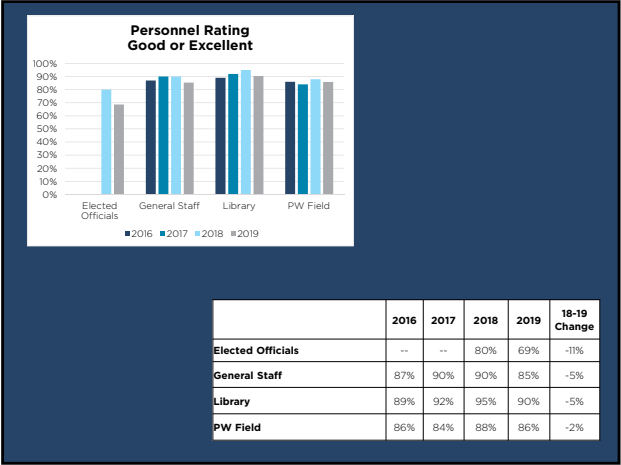 Personnel Rating
Good or Excellent
100%
90%
80%
70%
60%
50%
40%
30%
20%
10%
0%
Elected
Officials
General Staff
Library
PW Field
2016 2017 2018 2019
2016 2017 2018 2019 18-19 Change
Elected Officials -- -- 80% 69% -11%
General Staff 87% 90% 90% 85% -5%
Library 89% 92% 95% 90% -5%
PW Field 86% 84% 88% 86% -2%